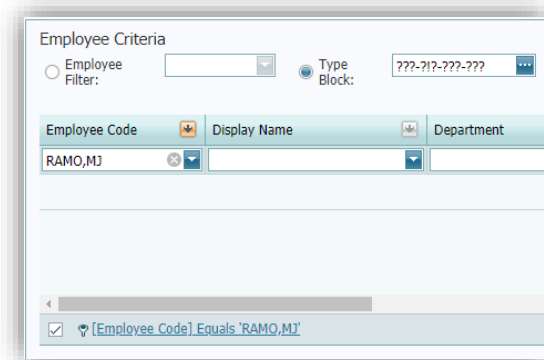 Employee Criteria
Employee Filter:
Type Block:
???-?!?-???-???
Employee Code Display Name Department
RAMO,MJ
[Employee Code] Equals 'RAMO,MJ'